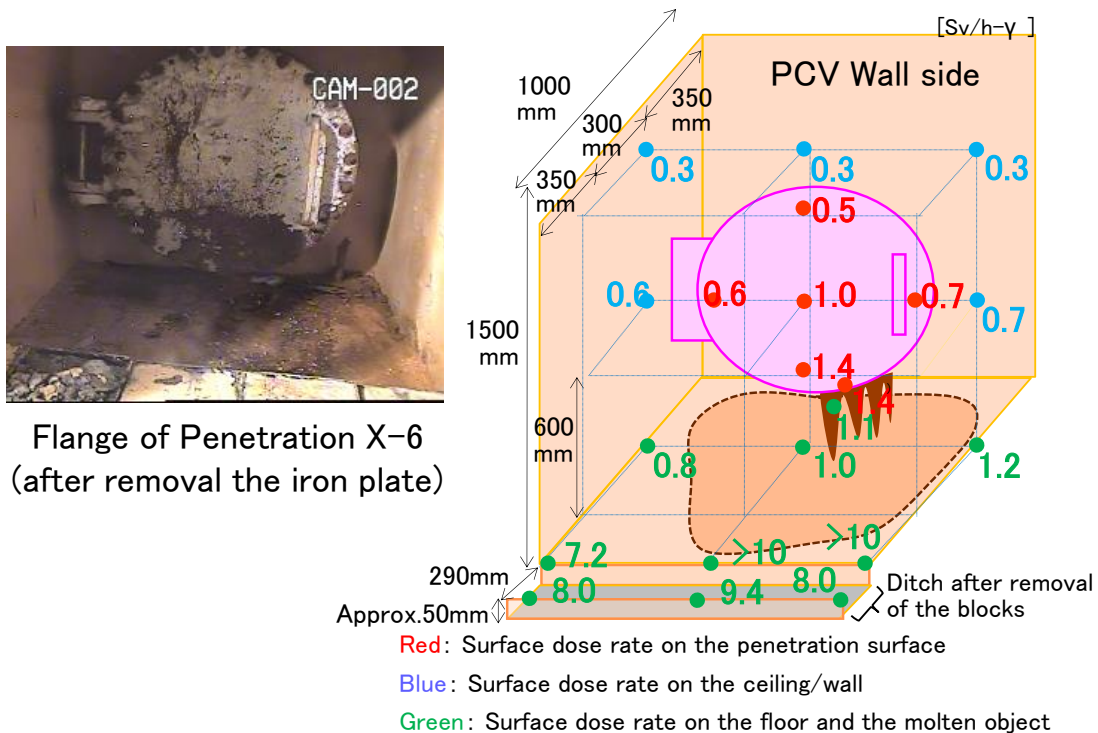 [Sv/h-γ ]
CAM-002
PCV Wall side
1000
mm
350
mm
300
mm
350
mm
0.3
0.3
0.3
0.5
0.6
0.6
1.0
0.7
0.7
1500
mm
1.4
1.4
1.1
600
mm
0.8
1.0
1.2
Flange of Penetration X-6
(after removal the iron plate)
7.2
>10
>10
290mm
8.0
9.4
8.0
Approx.50mm
Ditch after removal
of the blocks
Red: Surface dose rate on the penetration surface
Blue: Surface dose rate on the ceiling/wall
Green: Surface dose rate on the floor and the molten object